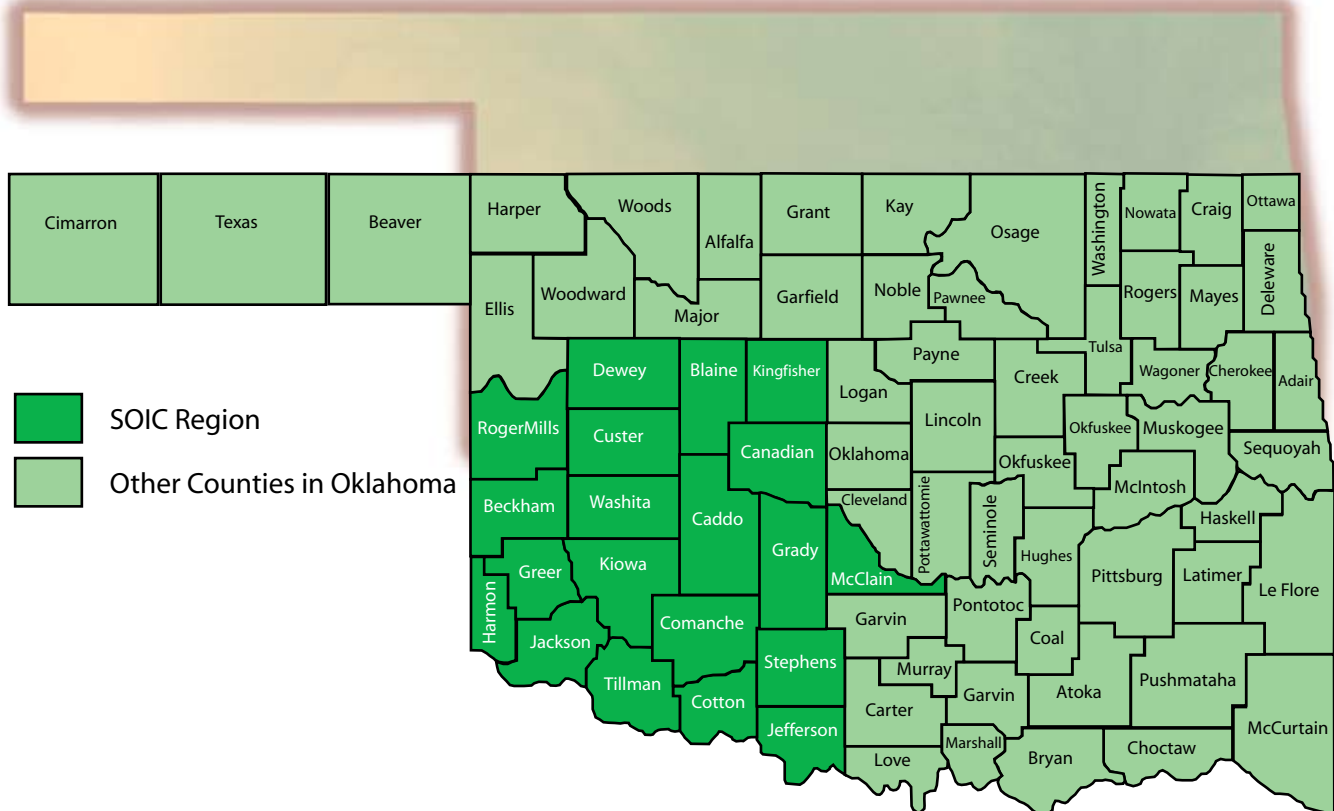 Cimarron
Texas
Beaver
Harper
Woods
Alfalfa
Grant
Kay
Osage
Washington
Nowata
Craig
Ottawa
Ellis
Woodward
Major
Garfield
Noble
Pawnee
Rogers
Mayes
Deleware
Tulsa
Dewey
Blaine
Kingfisher
Logan
Payne
Creek
Wagoner
Cherokee
Adair
SOIC Region
RogerMills
Custer
Canadian
Oklahoma
Lincoln
Okfuskee
Okfuskee
Muskogee
Sequoyah
Other Counties in Oklahoma
Beckham
Washita
Caddo
Cleveland
Pottawattomie
Seminole
McIntosh
Haskell
Harmon
Greer
Kiowa
Grady
McClain
Hughes
Pittsburg
Latimer
Le Flore
Jackson
Comanche
Garvin
Pontotoc
Coal
Tillman
Stephens
Murray
Garvin
Atoka
Pushmataha
Cotton
Jefferson
Carter
Marshall
McCurtain
Love
Bryan
Choctaw